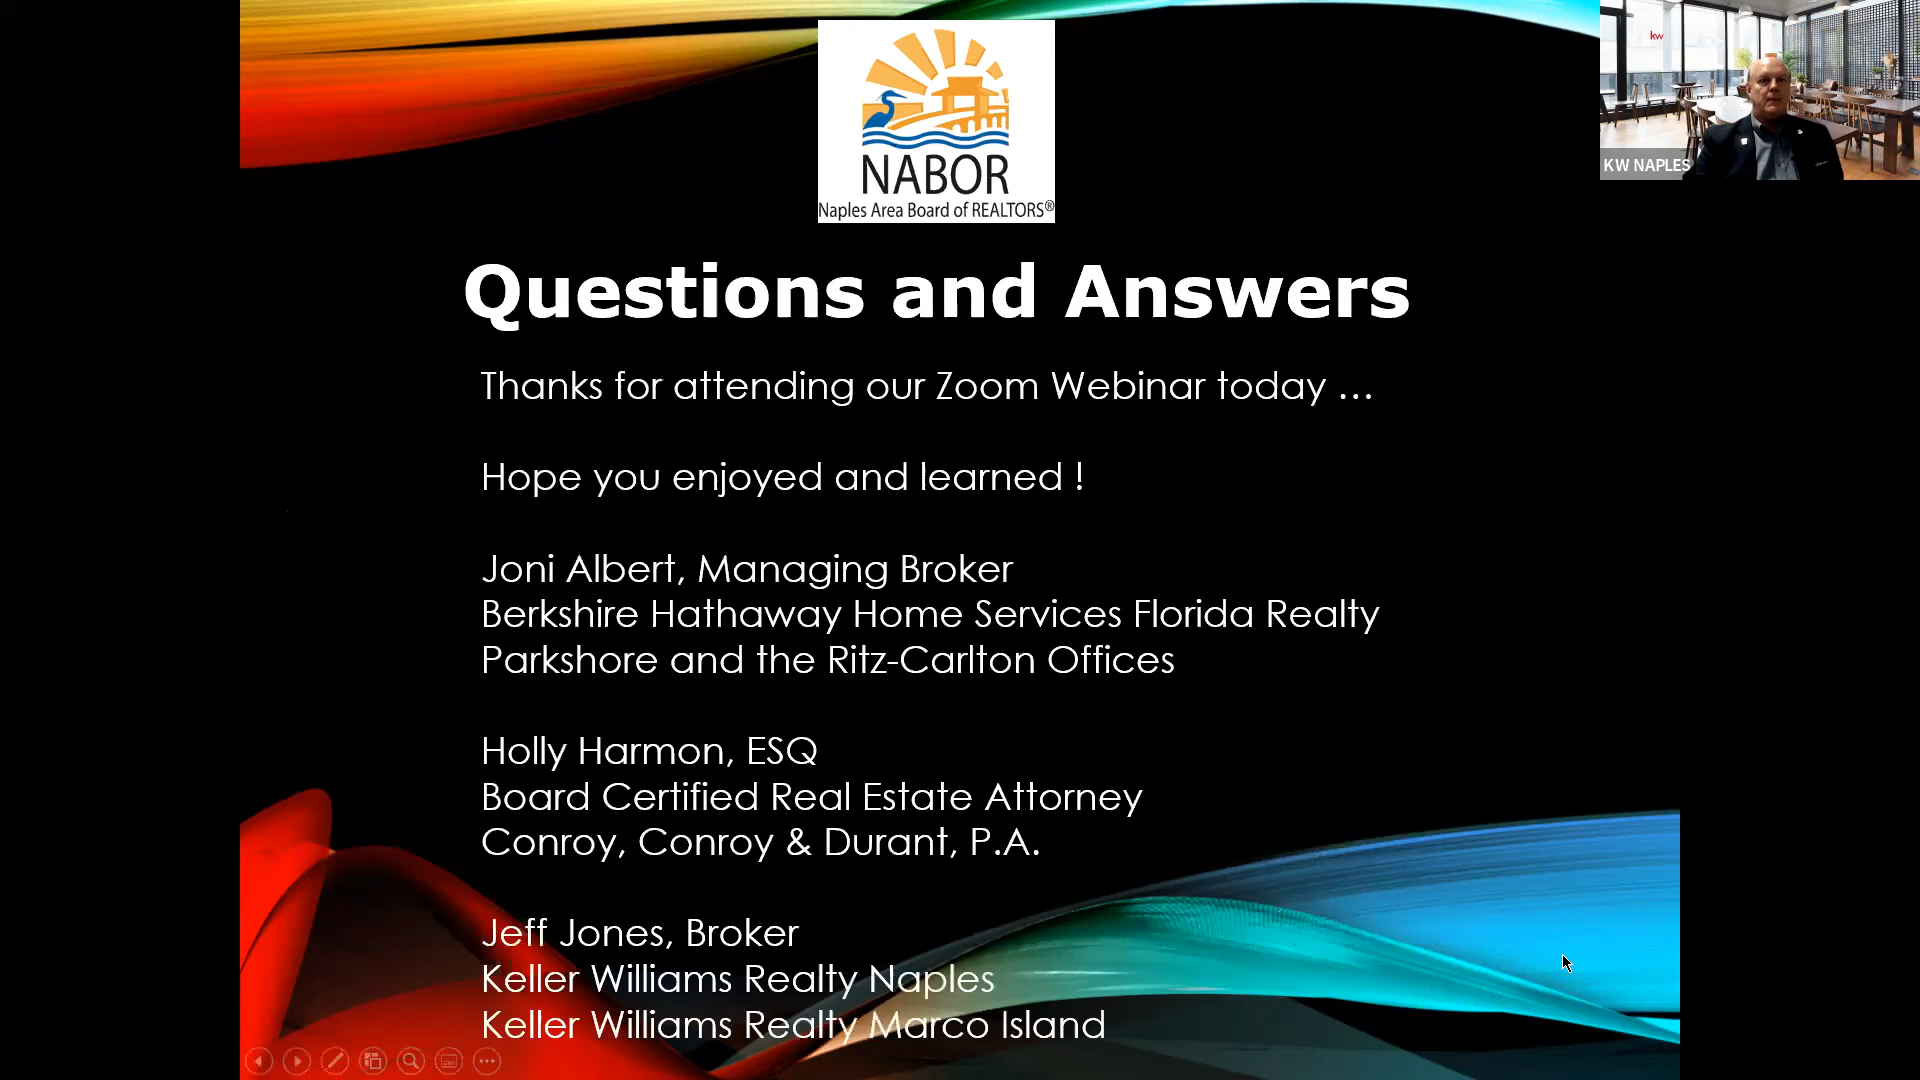 NABOR
Naples Area Board of REALTORS®
kw
KW NAPLES
Questions and Answers
Thanks for attending our Zoom Webinar today …
Hope you enjoyed and learned !
Joni Albert, Managing Broker
Berkshire Hathaway Home Services Florida Realty
Parkshore and the Ritz-Carlton Offices
Holly Harmon, ESQ
Board Certified Real Estate Attorney
Conroy, Conroy & Durant, P.A.
Jeff Jones, Broker
Keller Williams Realty Naples
Keller Williams Realty Marco Island